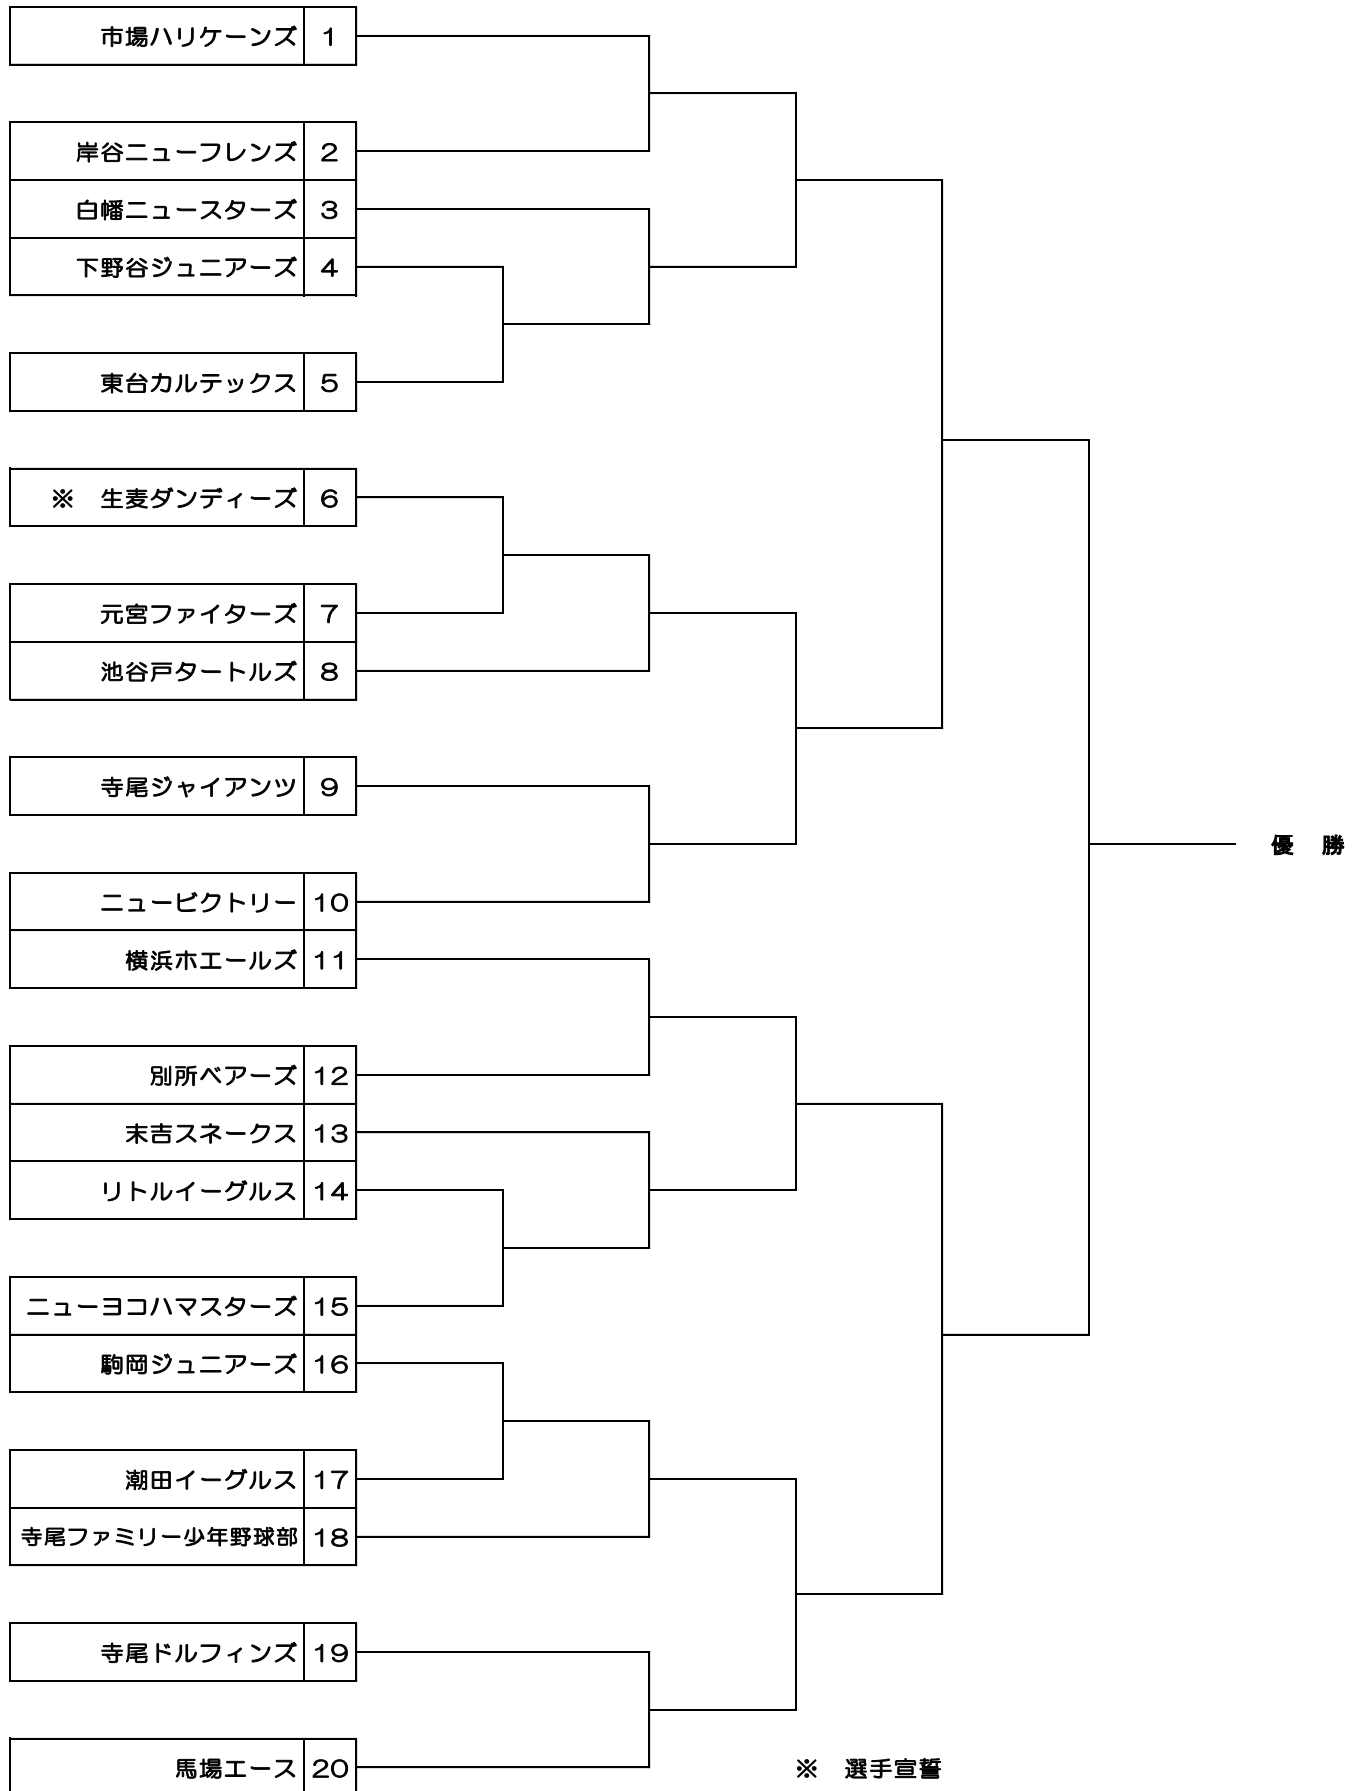 市場ハリケーンズ 1
岸谷ニューフレンズ 2
白幡ニュースターズ 3
下野谷ジュニアーズ 4
東台カルテックス 5
※　生麦ダンディーズ 6
元宮ファイターズ 7
池谷戸タートルズ 8
寺尾ジャイアンツ 9
優　勝
ニュービクトリー 10
横浜ホエールズ 11
別所ベアーズ 12
末吉スネークス 13
リトルイーグルス 14
ニューヨコハマスターズ 15
駒岡ジュニアーズ 16
潮田イーグルス 17
寺尾ファミリー少年野球部 18
寺尾ドルフィンズ 19
馬場エース 20
※　選手宣誓